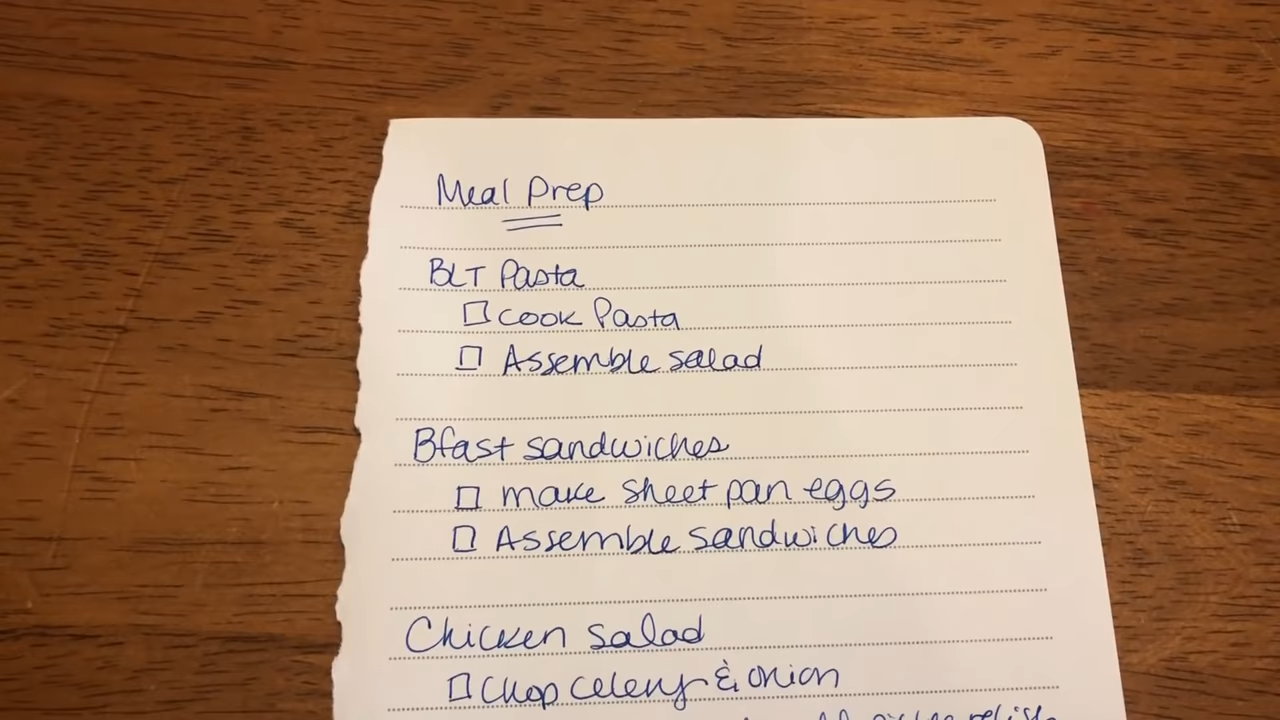 Meal Prep
BLT Pasta
Cook Pasta
Assemble salad
Bfast sandwiches
make sheet pan eggs
Assemble sandwiches
Chicken salad
Chop celery & onion
relish